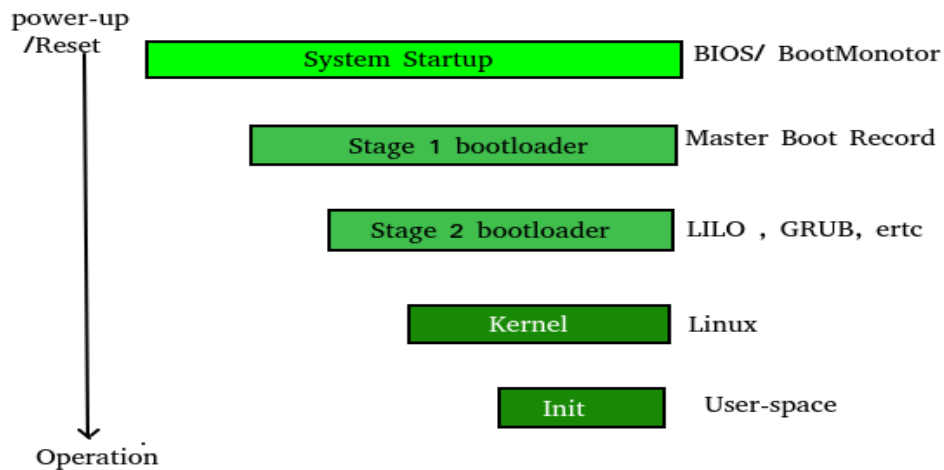 power-up
/Reset
System Startup
BIOS/ BootMonotor
Stage 1 bootloader
Master Boot Record
Stage 2 bootloader
LILO , GRUB, ertc
Kernel
Linux
Init
User-space
Operation